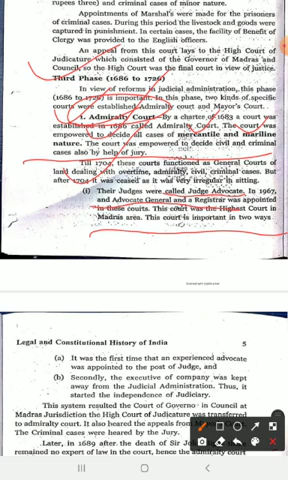 rupees three) and criminal cases of minor nature.
Appointments of Marshal's were made for the prisoners
of criminal cases. During this period the livestock and goods were
captured in punishment. In certain cases, the facility of Benefit of
Clergy was provided to the English officers.
An appeal from this court lays to the High Court of
Judicature which consisted of the Governor of Madras and
Council, so the High Court was the final court in view of justice.
Third Phase (1686 to 1726)
In view of reforms in judicial administration, this phase
(1686 to 1726) is important. In this phase, two kinds of specific
courts were established Admiralty court and Mayor's Court.
1. Admiralty Court—By a charter of 1683 a court was
established in 1686 called Admiralty Court. The court was
empowered to decide all cases of mercantile and mariline
nature. The court was empowered to decide civil and criminal
cases also by help of jury.
Till 1704, these courts functioned as General Courts of
land dealing with overtime, admiralty, civil, criminal cases. But
after 1704 it was ceased as it was very irregular in sitting.
(i) Their Judges were called Judge Advocate. In 1967,
and Advocate General and a Registrar was appointed
in these courts. This court was the Highest Court in
Madras area. This court is important in two ways
Legal and Constitutional History of India 5
(a) It was the first time that an experienced advocate
was appointed to the post of Judge, and
(b) Secondly, the executive of company was kept
away from the Judicial Administration. Thus, it
started the independence of Judiciary.
This system resulted the Court of Governor in Council at
Madras Jurisdiction the High Court of Judicature was transferred
to admiralty court. It also heared the appeals from M
The Criminal cases were heared by the Jury.
Later, in 1689 after the death of Sir Jo
remained no expert of law in the court, hence the admiralty court